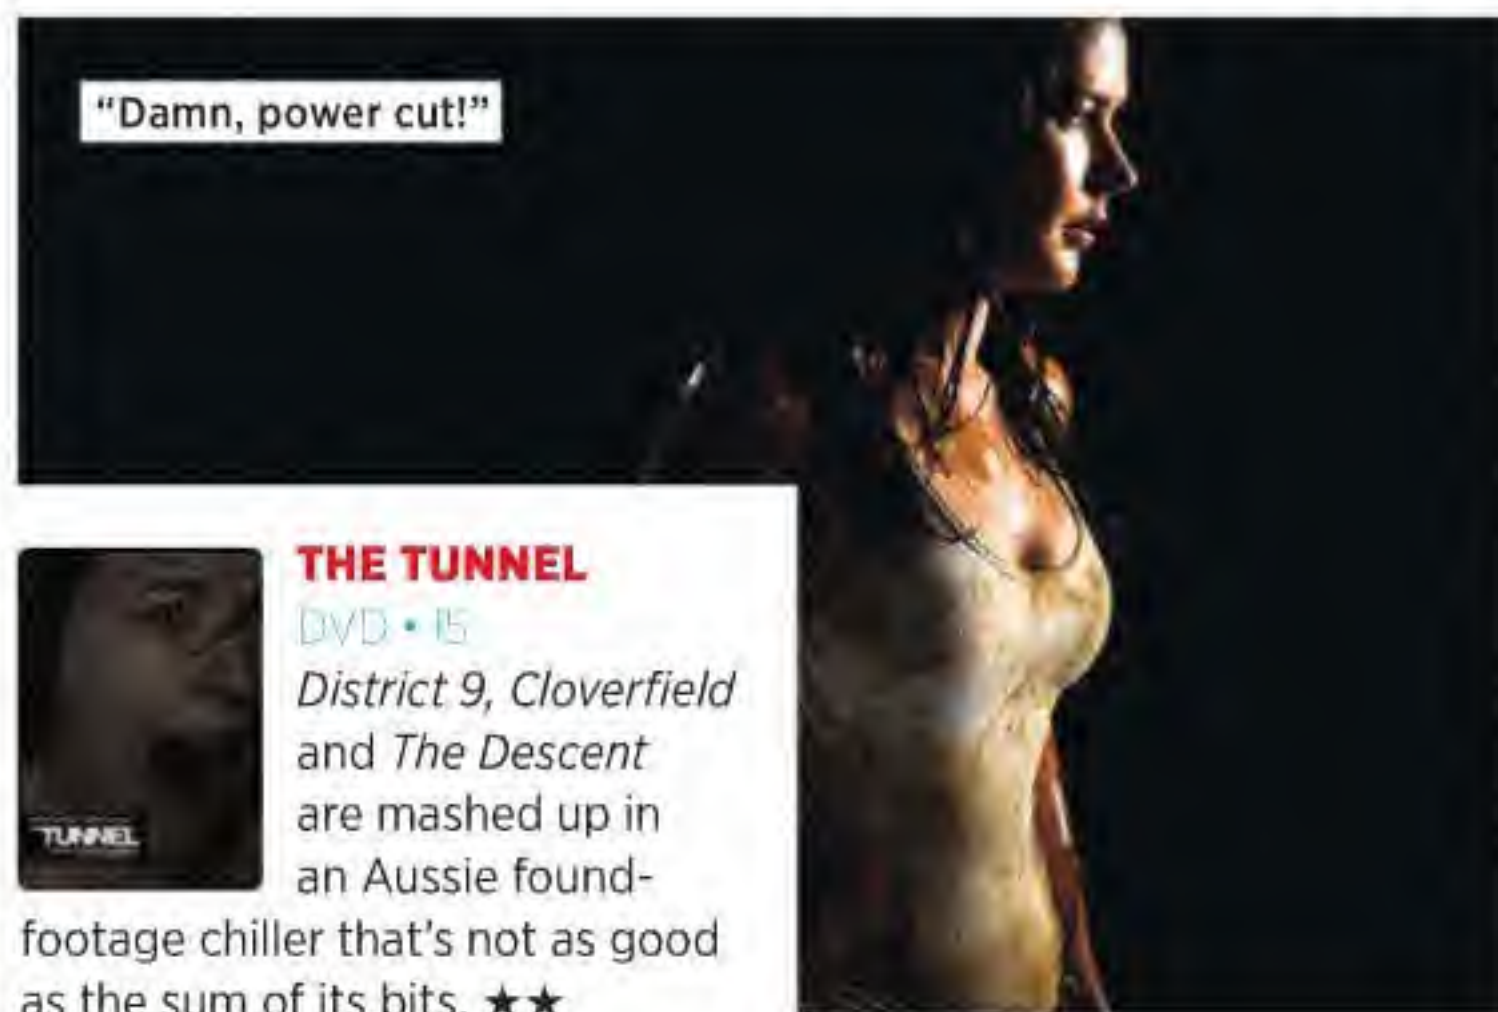 “Damn, power cut!”
THE TUNNEL
DVD • 15
District 9, Cloverfield
and The Descent
are mashed up in
an Aussie found-
footage chiller that’s not as good
as the sum of its bits. ★★
TUNNEL